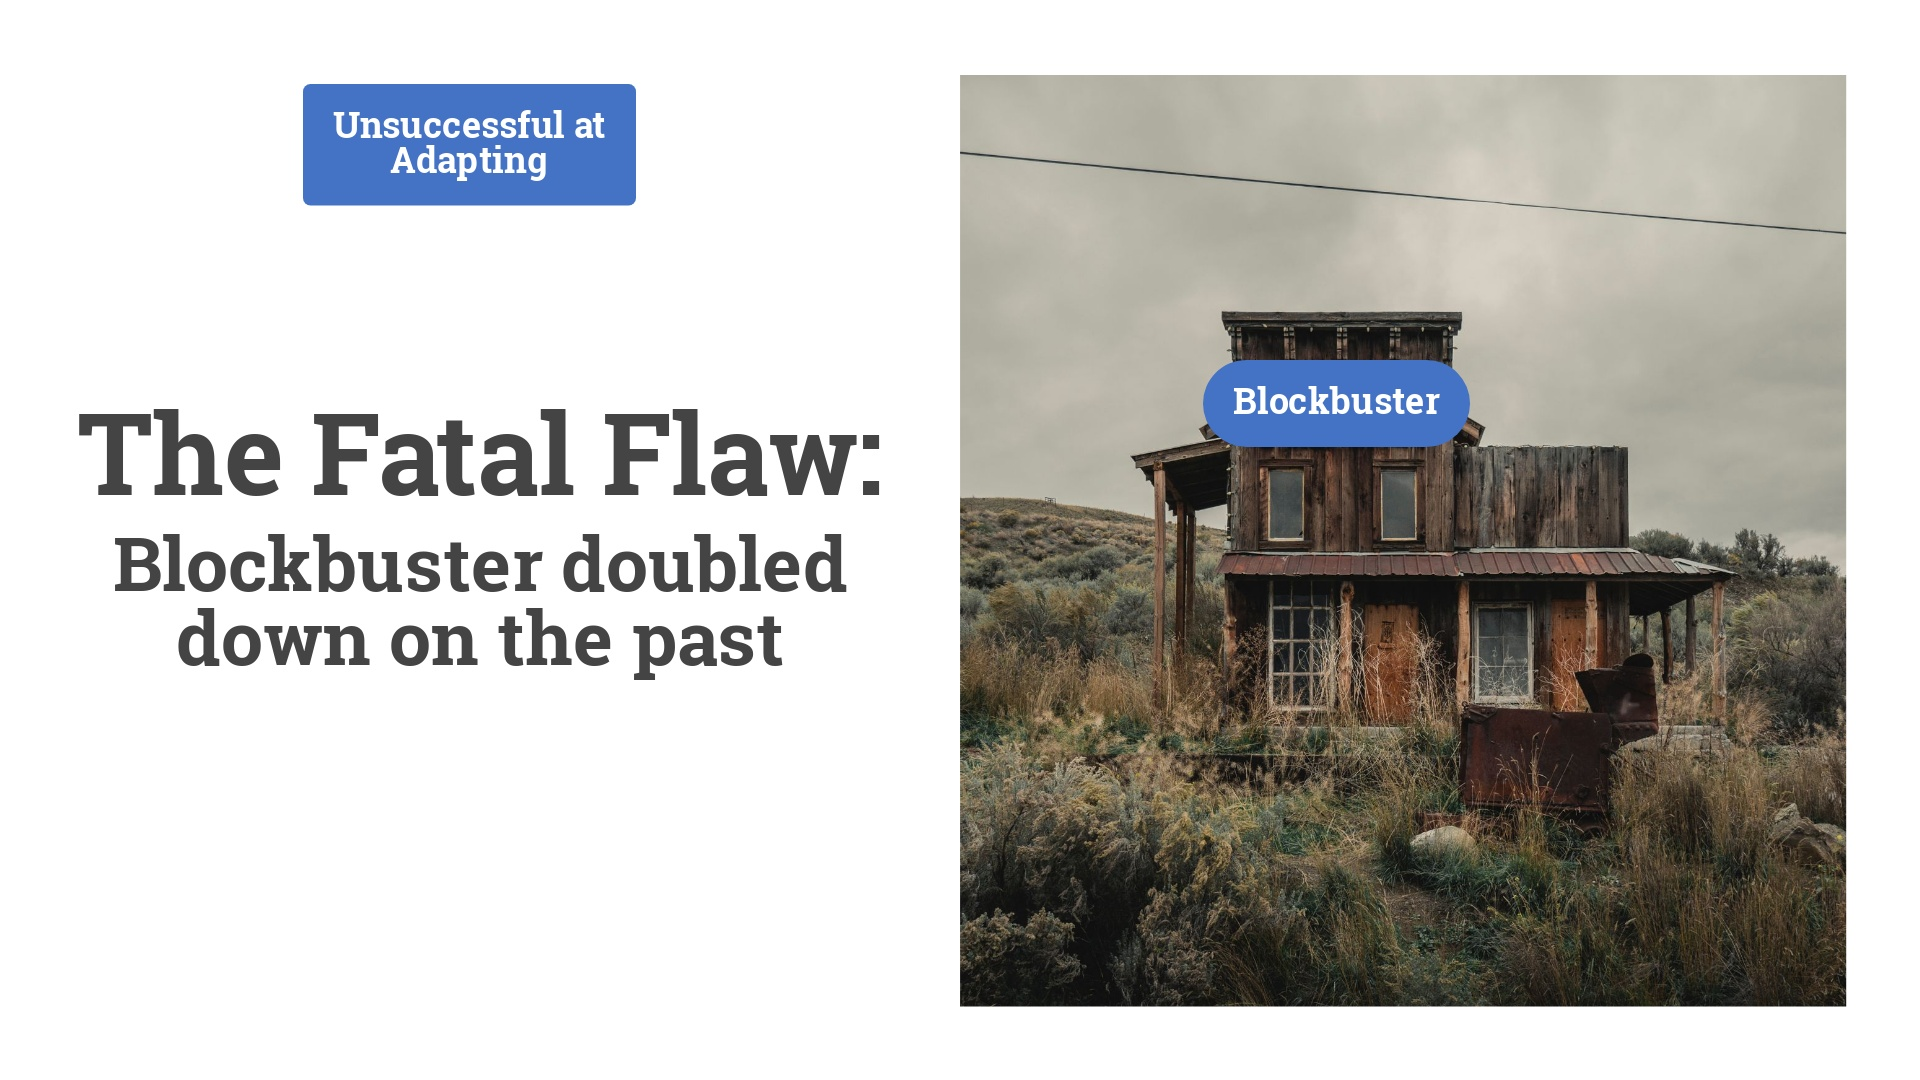 Unsuccessful at
Adapting
The Fatal Flaw:
Blockbuster doubled
down on the past
Blockbuster